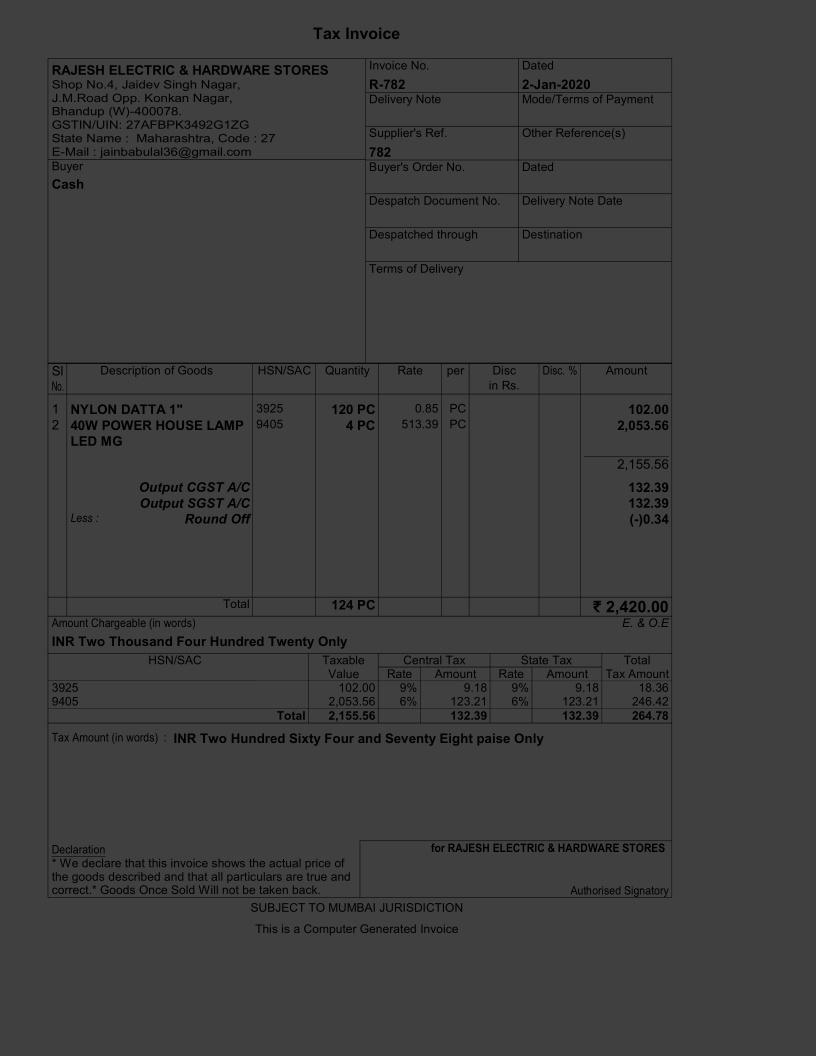 Tax Invoice
RAJESH ELECTRIC & HARDWARE STORES
Shop No.4, Jaidev Singh Nagar,
J.M.Road Opp. Konkan Nagar,
Bhandup (W)-400078.
GSTIN/UIN: 27AFBPK3492G1ZG
State Name : Maharashtra, Code : 27
E-Mail : jainbabulal36@gmail.com
Buyer
Cash
Invoice No. Dated
R-782 2-Jan-2020
Delivery Note Mode/Terms of Payment
Supplier's Ref. Other Reference(s)
782
Buyer's Order No. Dated
Despatch Document No. Delivery Note Date
Despatched through Destination
Terms of Delivery
Sl Description of Goods HSN/SAC Quantity Rate per Disc Disc. % Amount
No. in Rs.
1 NYLON DATTA 1" 3925 120 PC 0.85 PC 102.00
2 40W POWER HOUSE LAMP 9405 4 PC 513.39 PC 2,053.56
LED MG
2,155.56
Output CGST A/C 132.39
Output SGST A/C 132.39
Less : Round Off (-)0.34
Total 124 PC ₹ 2,420.00
Amount Chargeable (in words) E. & O.E
INR Two Thousand Four Hundred Twenty Only
HSN/SAC Taxable Central Tax State Tax Total
Value Rate Amount Rate Amount Tax Amount
3925 102.00 9% 9.18 9% 9.18 18.36
9405 2,053.56 6% 123.21 6% 123.21 246.42
Total 2,155.56 132.39 132.39 264.78
Tax Amount (in words) : INR Two Hundred Sixty Four and Seventy Eight paise Only
Declaration
* We declare that this invoice shows the actual price of
the goods described and that all particulars are true and
correct.* Goods Once Sold Will not be taken back.
for RAJESH ELECTRIC & HARDWARE STORES
Authorised Signatory
SUBJECT TO MUMBAI JURISDICTION
This is a Computer Generated Invoice